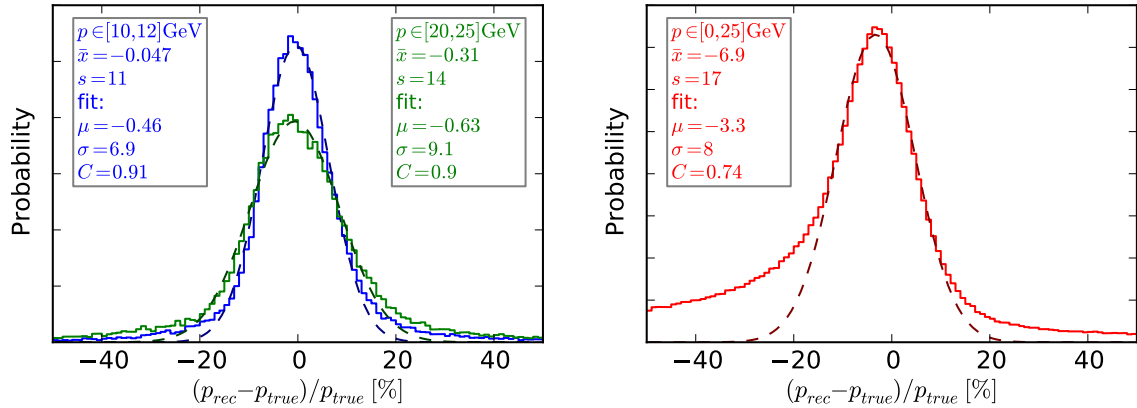 p∈[10,12]GeV
x̄=−0.047
s=11
fit:
μ=−0.46
σ=6.9
C=0.91
p∈[20,25]GeV
x̄=−0.31
s=14
fit:
μ=−0.63
σ=9.1
C=0.9
Probability
−40 −20 0 20 40
(p_rec−p_true)/p_true [%]
p∈[0,25]GeV
x̄=−6.9
s=17
fit:
μ=−3.3
σ=8
C=0.74
Probability
−40 −20 0 20 40
(p_rec−p_true)/p_true [%]